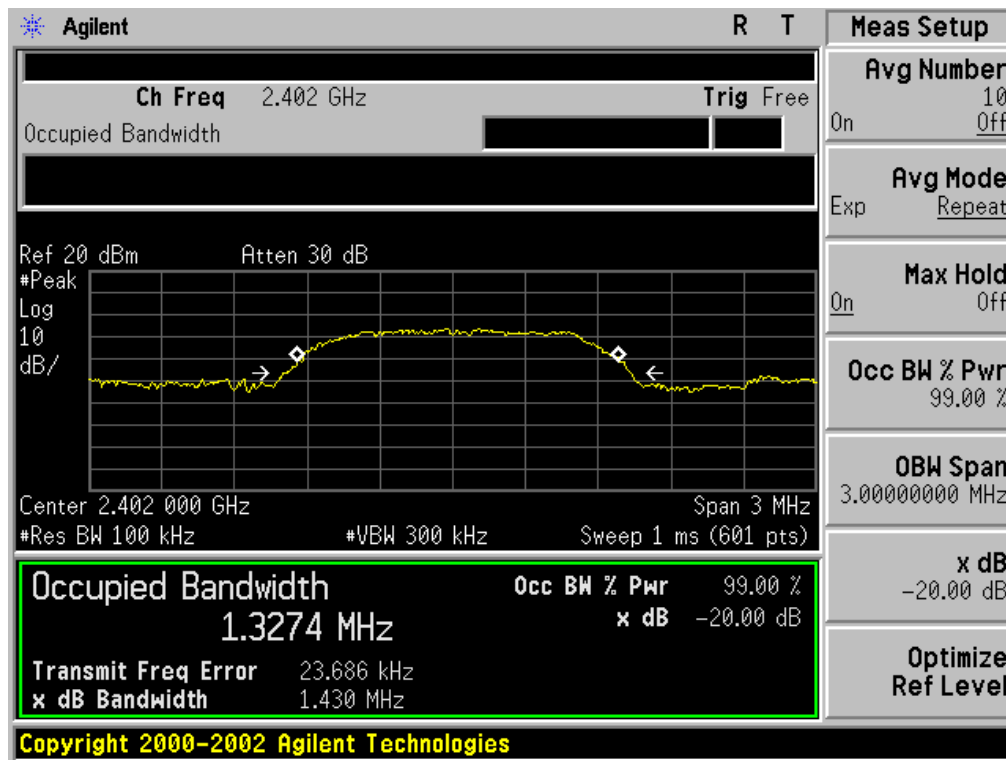 Agilent R T
Ch Freq 2.402 GHz Trig Free
Occupied Bandwidth
Ref 20 dBm Atten 30 dB
#Peak
Log
10
dB/
Center 2.402 000 GHz Span 3 MHz
#Res BW 100 kHz #VBW 300 kHz Sweep 1 ms (601 pts)
Occupied Bandwidth Occ BW % Pwr 99.00 %
1.3274 MHz x dB -20.00 dB
Transmit Freq Error 23.686 kHz
x dB Bandwidth 1.430 MHz
Copyright 2000-2002 Agilent Technologies
Meas Setup
Avg Number
10
On Off
Avg Mode
Exp Repeat
Max Hold
On Off
Occ BW % Pwr
99.00 %
OBW Span
3.00000000 MHz
x dB
-20.00 dB
Optimize
Ref Level